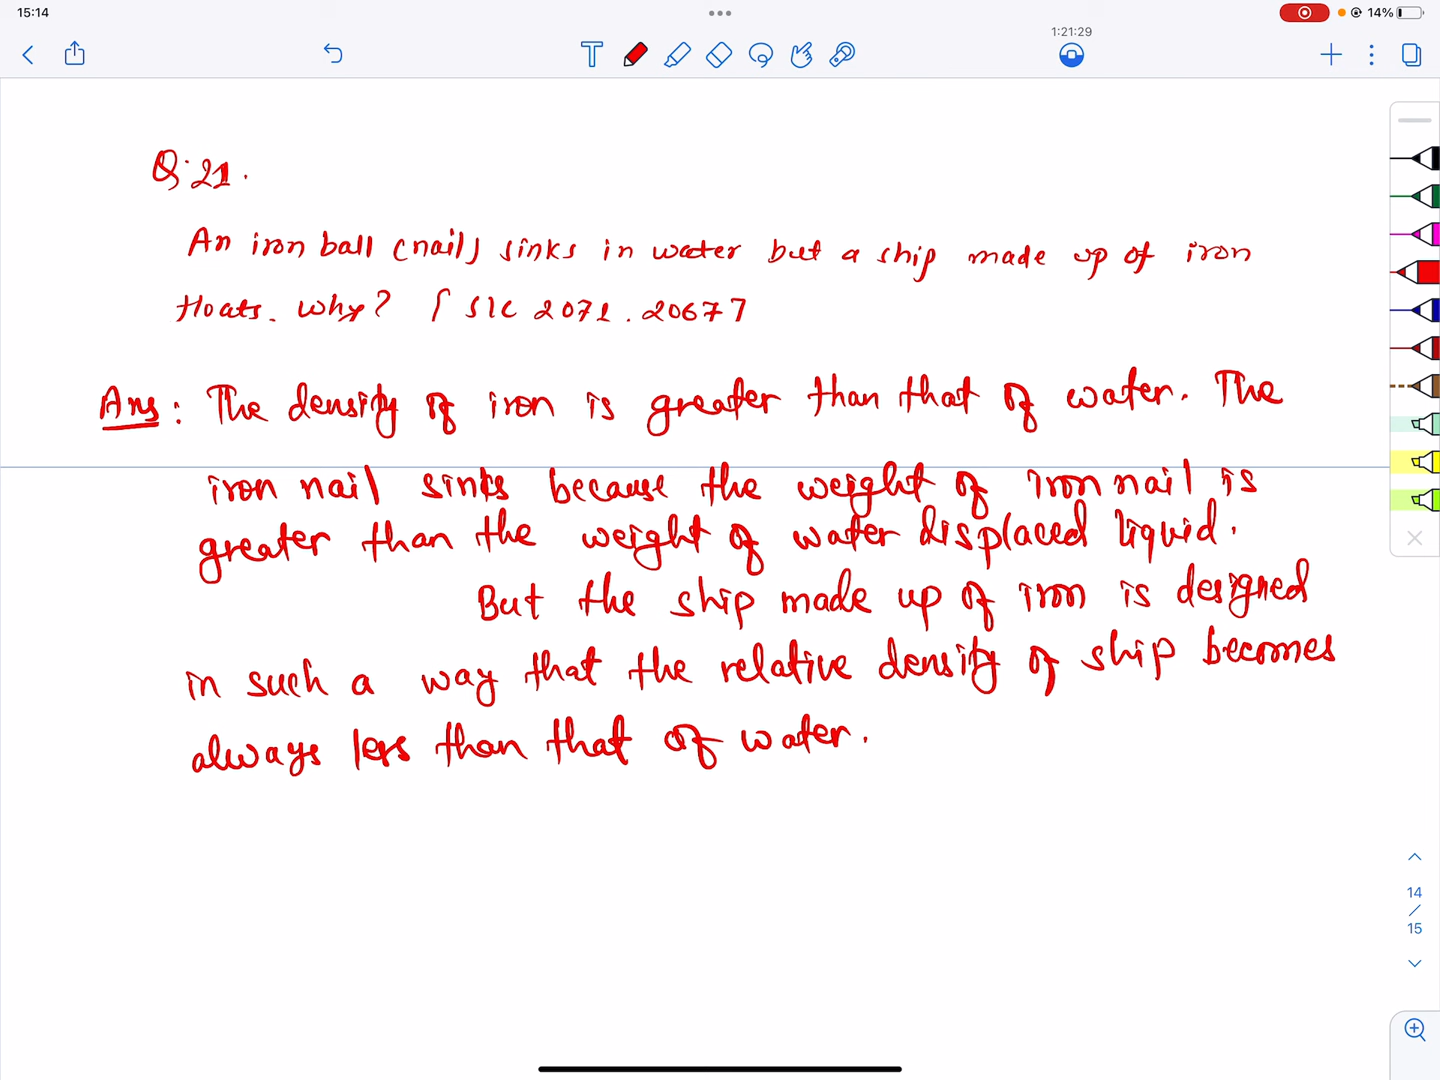 15:14
14%
1:21:29
Q.21.
An iron ball (nail) sinks in water but a ship made up of iron
floats. why? [SLC 2071. 2067]
Ans: The density of iron is greater than that of water. The
iron nail sinks because the weight of iron nail is
greater than the weight of water displaced liquid.
But the ship made up of iron is designed
in such a way that the relative density of ship becomes
always less than that of water.
14
/
15